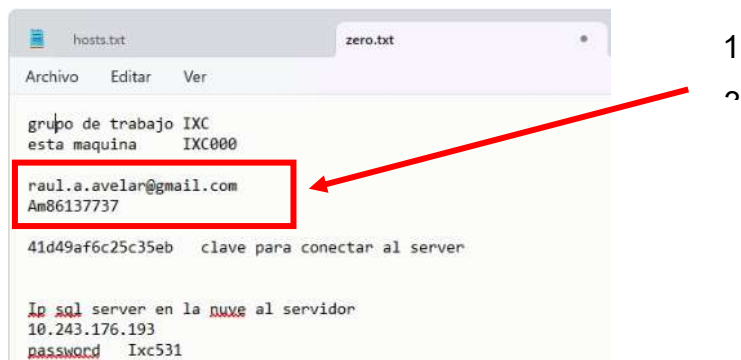 hosts.txt zero.txt
Archivo Editar Ver
1
grupo de trabajo IXC
esta maquina IXC000
raul.a.avelar@gmail.com
Am86137737
41d49af6c25c35eb clave para conectar al server
Ip sql server en la nuve al servidor
10.243.176.193
password Ixc531